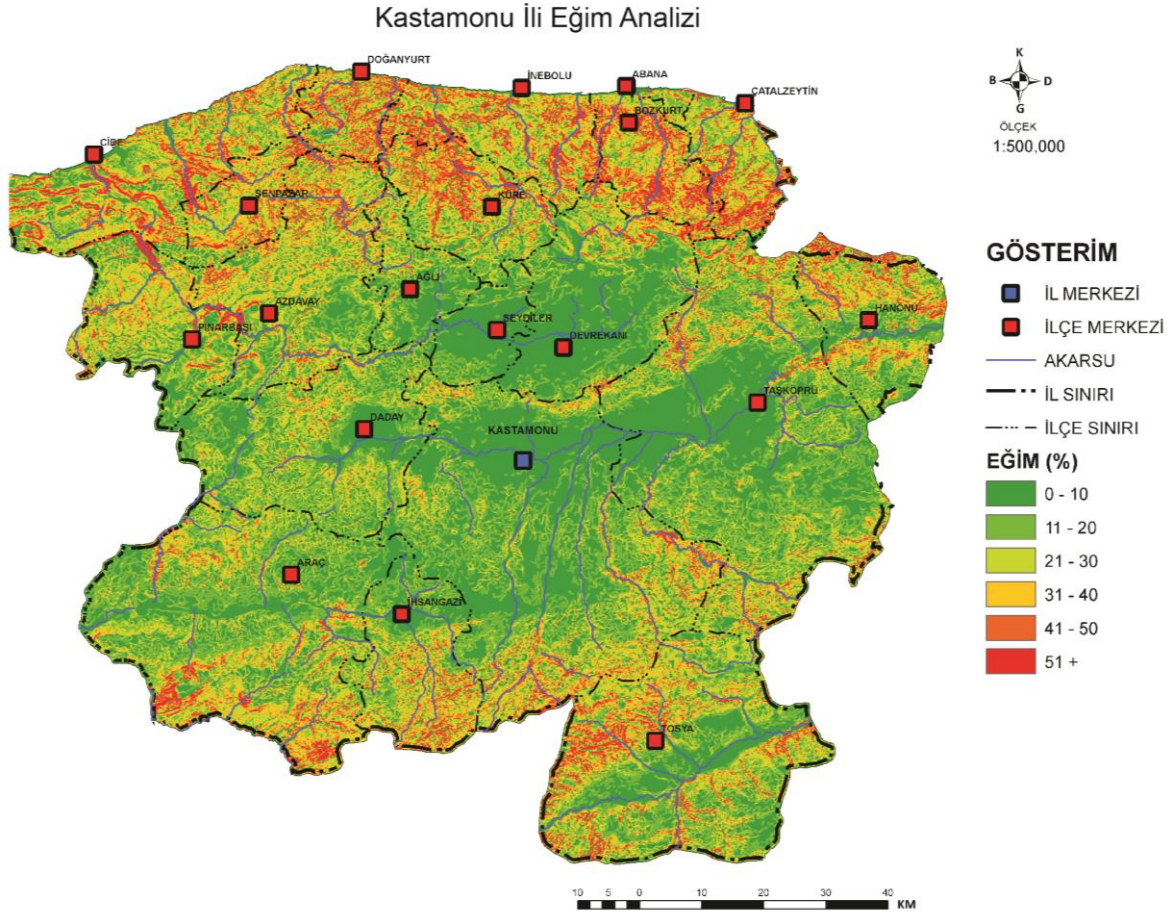 Kastamonu İli Eğim Analizi
DOĞANYURT
İNEBOLU
ABANA
ÇATALZEYTİN
BOZKURT
CİDE
ŞENPAZAR
KÜRE
AĞLI
AZDAVAY
PINARBAŞI
SEYDİLER
DEVREKANİ
HANÖNÜ
TAŞKÖPRÜ
DADAY
KASTAMONU
ARAÇ
İHSANGAZİ
TOSYA
K
B D
G
ÖLÇEK
1:500,000
GÖSTERİM
İL MERKEZİ
İLÇE MERKEZİ
AKARSU
İL SINIRI
İLÇE SINIRI
EĞİM (%)
0 - 10
11 - 20
21 - 30
31 - 40
41 - 50
51 +
10 5 0 10 20 30 40
KM